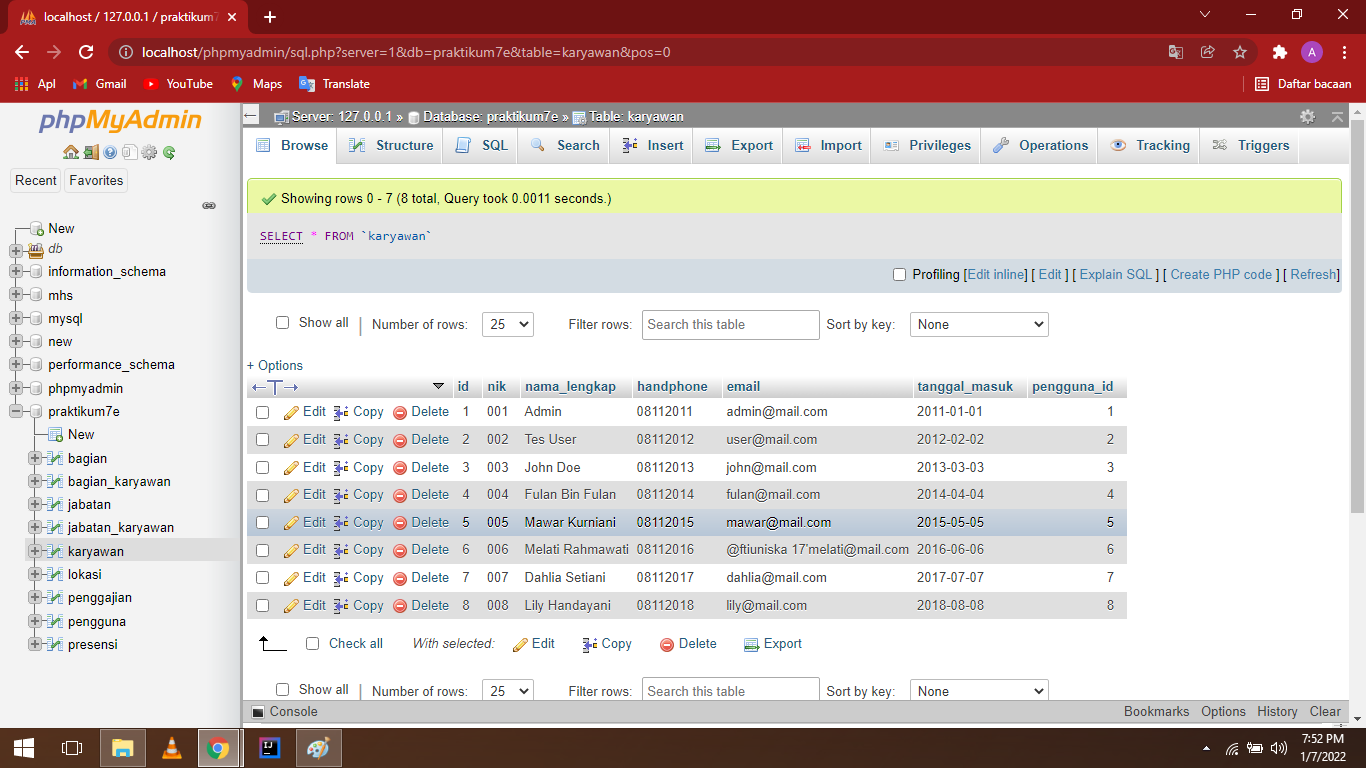 localhost / 127.0.0.1 / praktikum7
localhost/phpmyadmin/sql.php?server=1&db=praktikum7e&table=karyawan&pos=0
A
Apl Gmail YouTube Maps Translate Daftar bacaan
phpMyAdmin
Recent Favorites
New
db
information_schema
mhs
mysql
new
performance_schema
phpmyadmin
praktikum7e
New
bagian
bagian_karyawan
jabatan
jabatan_karyawan
karyawan
lokasi
penggajian
pengguna
presensi
Server: 127.0.0.1 » Database: praktikum7e » Table: karyawan
Browse Structure SQL Search Insert Export Import Privileges Operations Tracking Triggers
Showing rows 0 - 7 (8 total, Query took 0.0011 seconds.)
SELECT * FROM `karyawan`
Profiling [Edit inline] [ Edit ] [ Explain SQL ] [ Create PHP code ] [ Refresh]
Show all | Number of rows: 25 Filter rows: Search this table Sort by key: None
+ Options
←T→ id nik nama_lengkap handphone email tanggal_masuk pengguna_id
Edit Copy Delete 1 001 Admin 08112011 admin@mail.com 2011-01-01 1
Edit Copy Delete 2 002 Tes User 08112012 user@mail.com 2012-02-02 2
Edit Copy Delete 3 003 John Doe 08112013 john@mail.com 2013-03-03 3
Edit Copy Delete 4 004 Fulan Bin Fulan 08112014 fulan@mail.com 2014-04-04 4
Edit Copy Delete 5 005 Mawar Kurniani 08112015 mawar@mail.com 2015-05-05 5
Edit Copy Delete 6 006 Melati Rahmawati 08112016 @ftiuniska 17'melati@mail.com 2016-06-06 6
Edit Copy Delete 7 007 Dahlia Setiani 08112017 dahlia@mail.com 2017-07-07 7
Edit Copy Delete 8 008 Lily Handayani 08112018 lily@mail.com 2018-08-08 8
Check all With selected: Edit Copy Delete Export
Show all | Number of rows: 25 Filter rows: Search this table Sort by key: None
Console Bookmarks Options History Clear
7:52 PM
1/7/2022